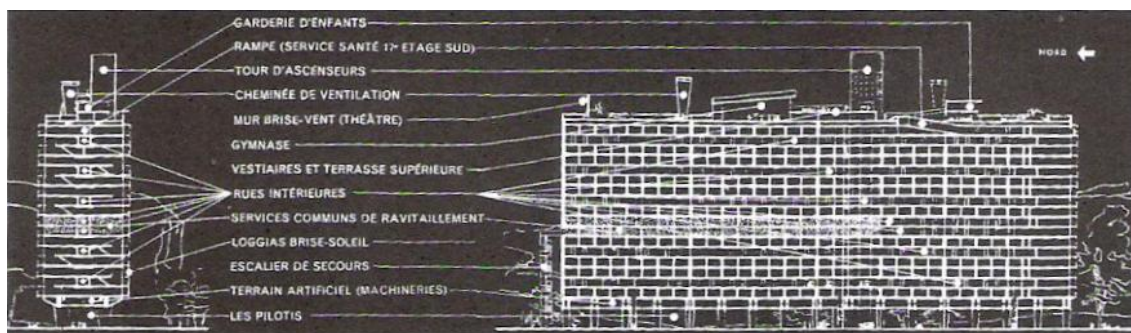 GARDERIE D'ENFANTS
RAMPE (SERVICE SANTÉ 17e ETAGE SUD)
NORD
TOUR D'ASCENSEURS
CHEMINÉE DE VENTILATION
MUR BRISE-VENT (THÉÂTRE)
GYMNASE
VESTIAIRES ET TERRASSE SUPÉRIEURE
RUES INTÉRIEURES
SERVICES COMMUNS DE RAVITAILLEMENT
LOGGIAS BRISE-SOLEIL
ESCALIER DE SECOURS
TERRAIN ARTIFICIEL (MACHINERIES)
LES PILOTIS